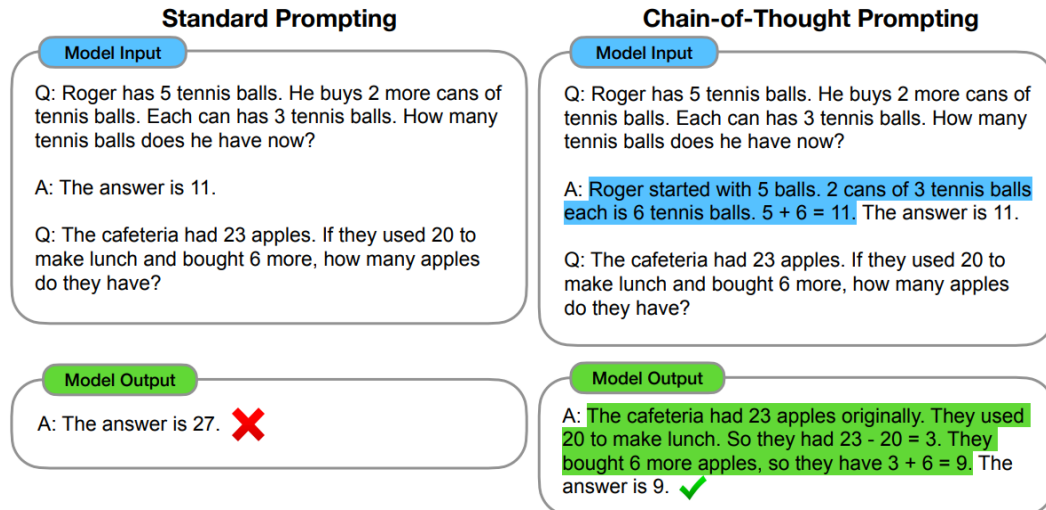 Standard Prompting
Model Input
Q: Roger has 5 tennis balls. He buys 2 more cans of
tennis balls. Each can has 3 tennis balls. How many
tennis balls does he have now?
A: The answer is 11.
Q: The cafeteria had 23 apples. If they used 20 to
make lunch and bought 6 more, how many apples
do they have?
Model Output
A: The answer is 27.
Chain-of-Thought Prompting
Model Input
Q: Roger has 5 tennis balls. He buys 2 more cans of
tennis balls. Each can has 3 tennis balls. How many
tennis balls does he have now?
A: Roger started with 5 balls. 2 cans of 3 tennis balls
each is 6 tennis balls. 5 + 6 = 11. The answer is 11.
Q: The cafeteria had 23 apples. If they used 20 to
make lunch and bought 6 more, how many apples
do they have?
Model Output
A: The cafeteria had 23 apples originally. They used
20 to make lunch. So they had 23 - 20 = 3. They
bought 6 more apples, so they have 3 + 6 = 9. The
answer is 9.